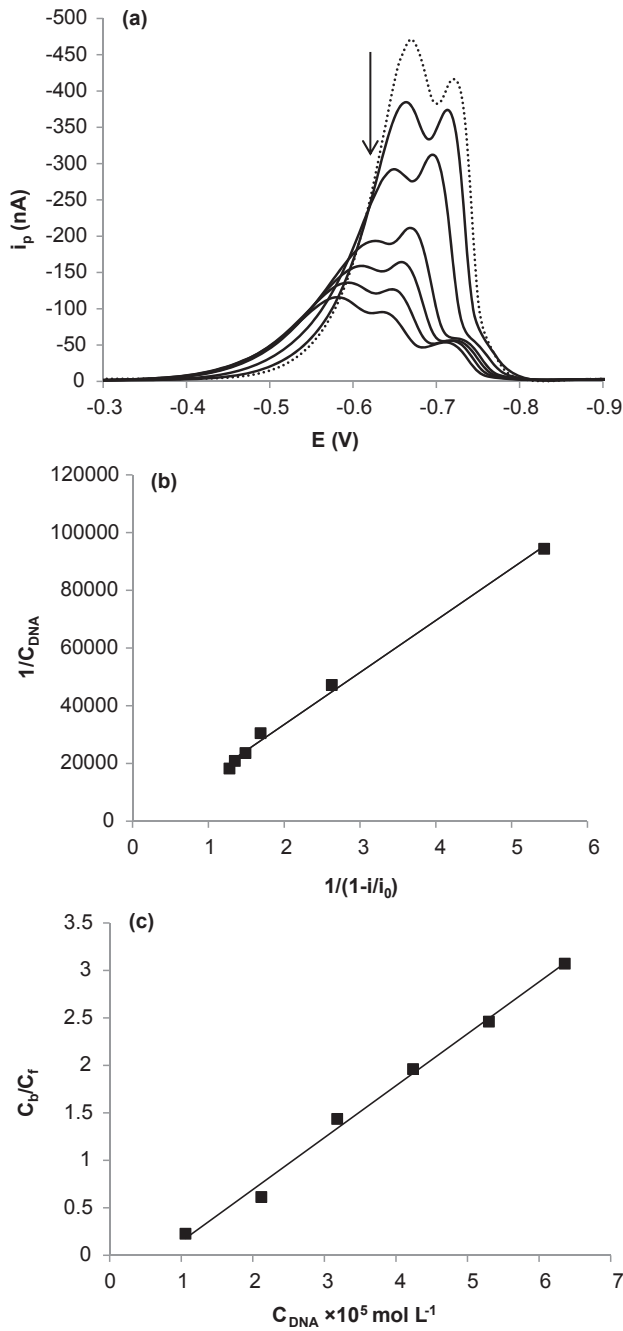 (a)
-500
-450
-400
-350
-300
-250
-200
-150
-100
-50
0
i_p (nA)
-0.3 -0.4 -0.5 -0.6 -0.7 -0.8 -0.9
E (V)
(b)
120000
100000
80000
60000
40000
20000
0
1/C_DNA
0 1 2 3 4 5 6
1/(1-i/i₀)
(c)
3.5
3
2.5
2
1.5
1
0.5
0
C_b/C_f
0 1 2 3 4 5 6 7
C_DNA ×10⁵ mol L⁻¹